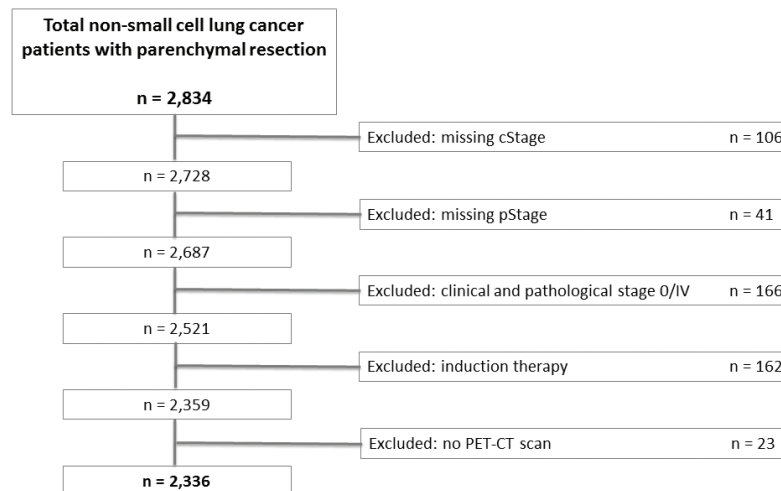 Total non-small cell lung cancer
patients with parenchymal resection
n = 2,834
Excluded: missing cStage n = 106
n = 2,728
Excluded: missing pStage n = 41
n = 2,687
Excluded: clinical and pathological stage 0/IV n = 166
n = 2,521
Excluded: induction therapy n = 162
n = 2,359
Excluded: no PET-CT scan n = 23
n = 2,336